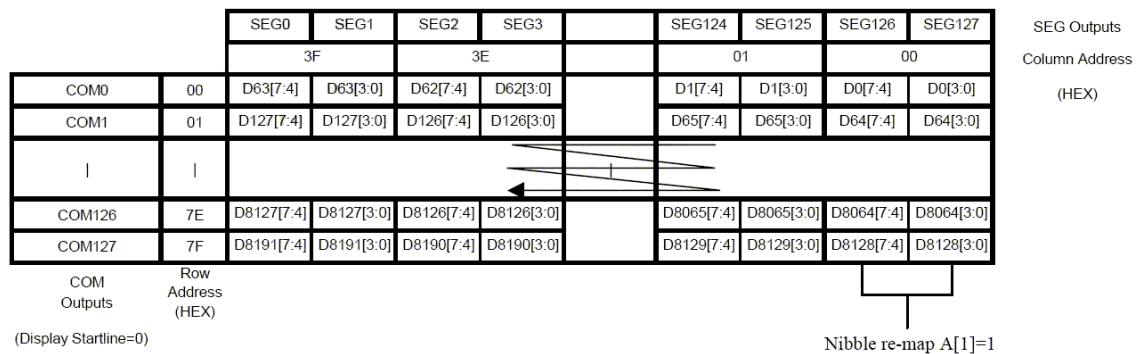 SEG0 SEG1 SEG2 SEG3 SEG124 SEG125 SEG126 SEG127 SEG Outputs
3F 3E 01 00 Column Address
(HEX)
COM0 00 D63[7:4] D63[3:0] D62[7:4] D62[3:0] D1[7:4] D1[3:0] D0[7:4] D0[3:0]
COM1 01 D127[7:4] D127[3:0] D126[7:4] D126[3:0] D65[7:4] D65[3:0] D64[7:4] D64[3:0]
| | |
COM126 7E D8127[7:4] D8127[3:0] D8126[7:4] D8126[3:0] D8065[7:4] D8065[3:0] D8064[7:4] D8064[3:0]
COM127 7F D8191[7:4] D8191[3:0] D8190[7:4] D8190[3:0] D8129[7:4] D8129[3:0] D8128[7:4] D8128[3:0]
COM
Outputs
Row
Address
(HEX)
(Display Startline=0)
Nibble re-map A[1]=1